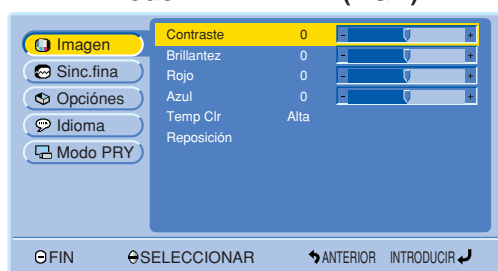 Imagen
Sinc.fina
Opciónes
Idioma
Modo PRY
Contraste 0 - +
Brillantez 0 - +
Rojo 0 - +
Azul 0 - +
Temp Clr Alta
Reposición
FIN SELECCIONAR ANTERIOR INTRODUCIR